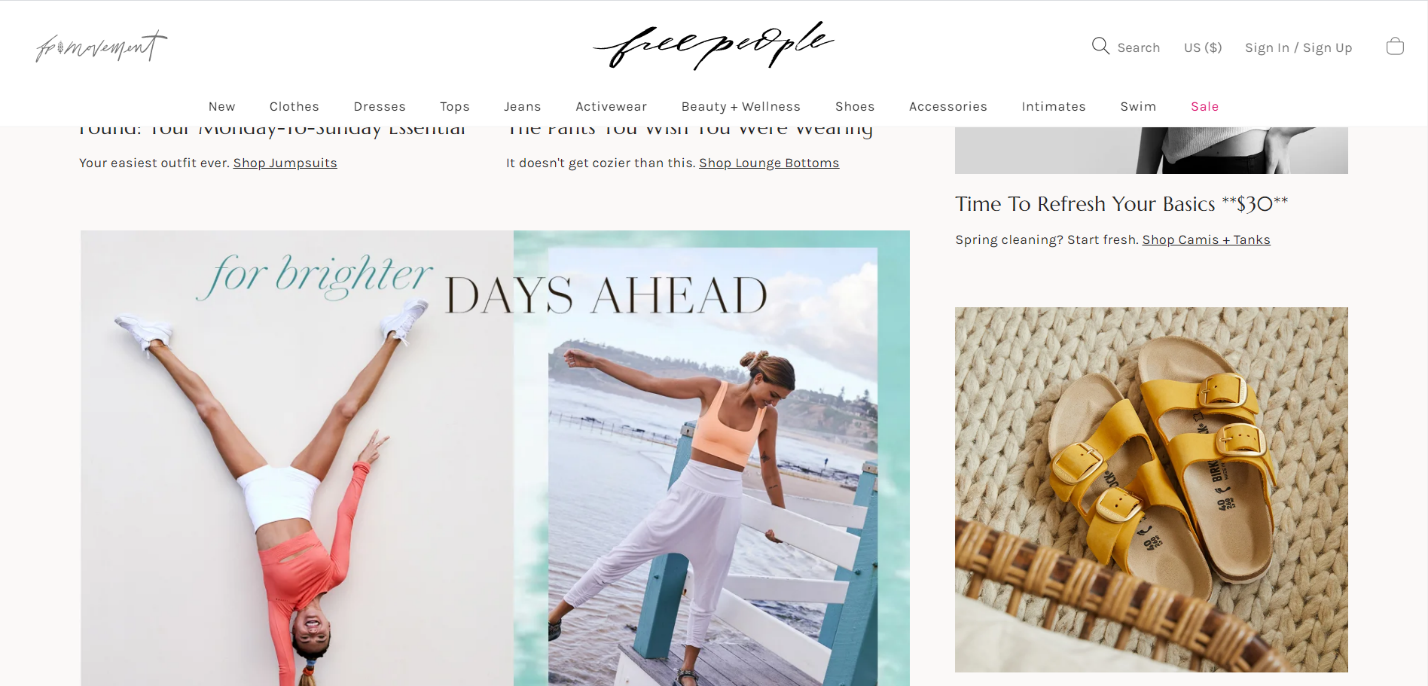 fp movement
free people
Search
US ($)
Sign In / Sign Up
New
Clothes
Dresses
Tops
Jeans
Activewear
Beauty + Wellness
Shoes
Accessories
Intimates
Swim
Sale
Found: Your Monday-To-Sunday Essential
Your easiest outfit ever. Shop Jumpsuits
The Pants You Wish You Were Wearing
It doesn't get cozier than this. Shop Lounge Bottoms
Time To Refresh Your Basics **$30**
Spring cleaning? Start fresh. Shop Camis + Tanks
for brighter
DAYS AHEAD
BIRK
40
40